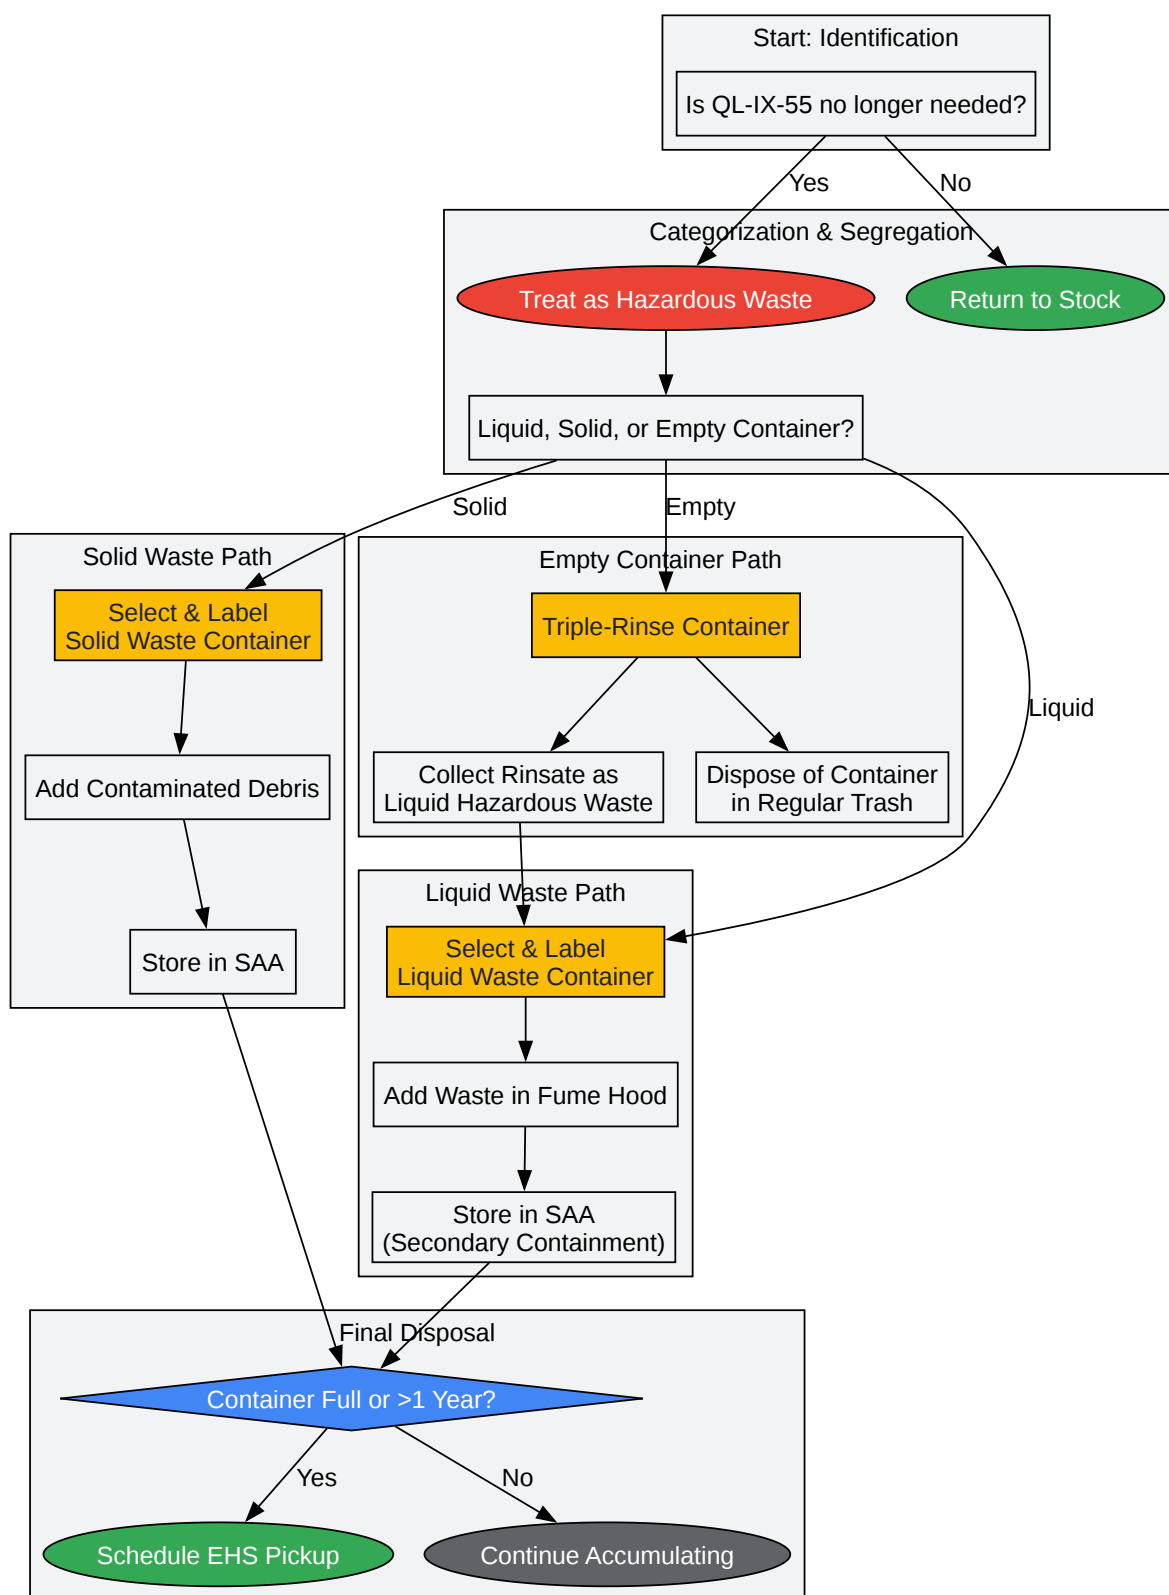 Start: Identification
Is QL-IX-55 no longer needed?
Yes
No
Categorization & Segregation
Treat as Hazardous Waste
Return to Stock
Liquid, Solid, or Empty Container?
Solid
Empty
Liquid
Solid Waste Path
Select & Label
Solid Waste Container
Add Contaminated Debris
Store in SAA
Empty Container Path
Triple-Rinse Container
Collect Rinsate as
Liquid Hazardous Waste
Dispose of Container
in Regular Trash
Liquid Waste Path
Select & Label
Liquid Waste Container
Add Waste in Fume Hood
Store in SAA
(Secondary Containment)
Final Disposal
Container Full or >1 Year?
Yes
No
Schedule EHS Pickup
Continue Accumulating